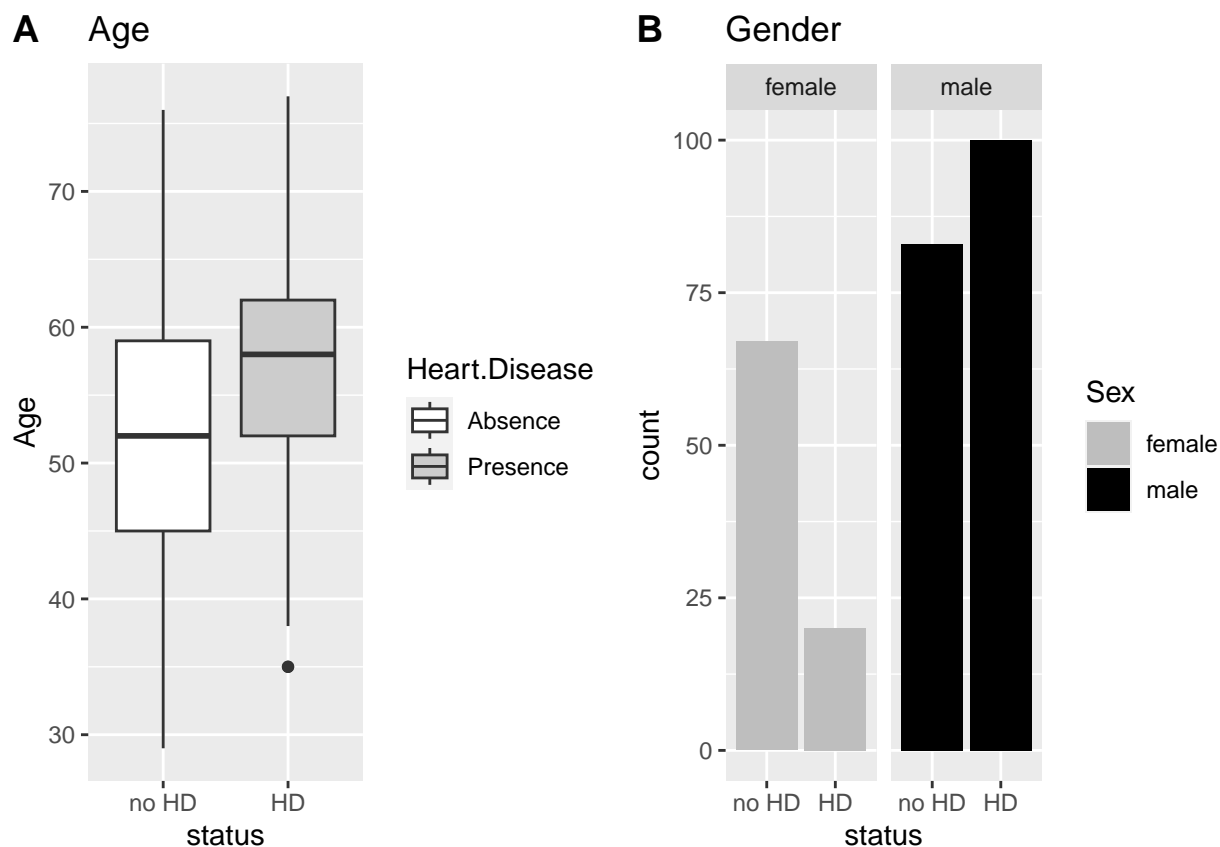 A Age
70
60
50
40
30
Age
no HD HD
status
Heart.Disease
Absence
Presence
B Gender
female male
100
75
50
25
0
count
no HD HD no HD HD
status
Sex
female
male